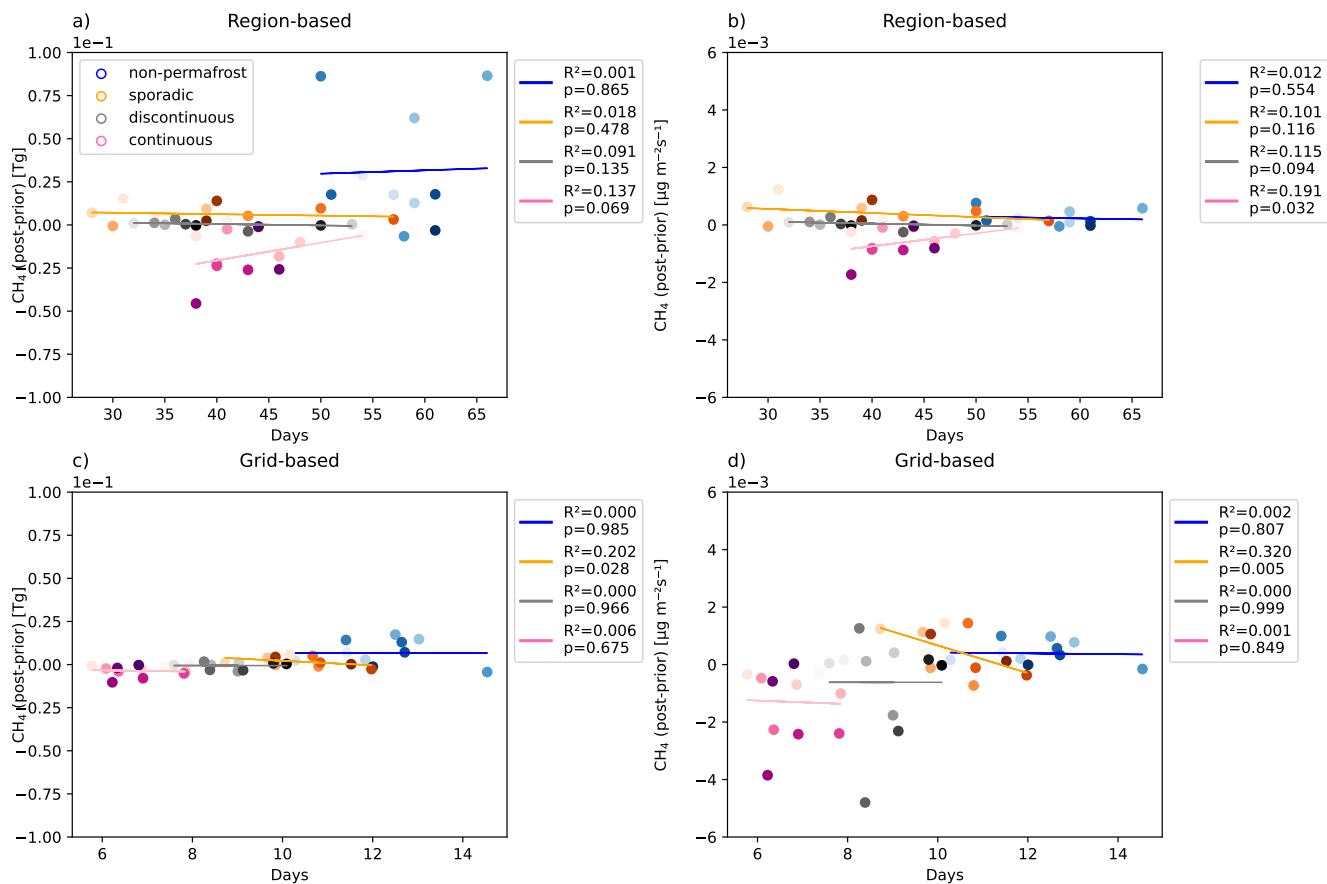 a)
Region-based
1e−1
CH₄ (post-prior) [Tg]
1.00
0.75
0.50
0.25
0.00
−0.25
−0.50
−0.75
−1.00
non-permafrost
sporadic
discontinuous
continuous
R²=0.001
p=0.865
R²=0.018
p=0.478
R²=0.091
p=0.135
R²=0.137
p=0.069
30 35 40 45 50 55 60 65
Days
b)
Region-based
1e−3
CH₄ (post-prior) [µg m⁻²s⁻¹]
6
4
2
0
−2
−4
−6
R²=0.012
p=0.554
R²=0.101
p=0.116
R²=0.115
p=0.094
R²=0.191
p=0.032
30 35 40 45 50 55 60 65
Days
c)
Grid-based
1e−1
CH₄ (post-prior) [Tg]
1.00
0.75
0.50
0.25
0.00
−0.25
−0.50
−0.75
−1.00
R²=0.000
p=0.985
R²=0.202
p=0.028
R²=0.000
p=0.966
R²=0.006
p=0.675
6 8 10 12 14
Days
d)
Grid-based
1e−3
CH₄ (post-prior) [µg m⁻²s⁻¹]
6
4
2
0
−2
−4
−6
R²=0.002
p=0.807
R²=0.320
p=0.005
R²=0.000
p=0.999
R²=0.001
p=0.849
6 8 10 12 14
Days